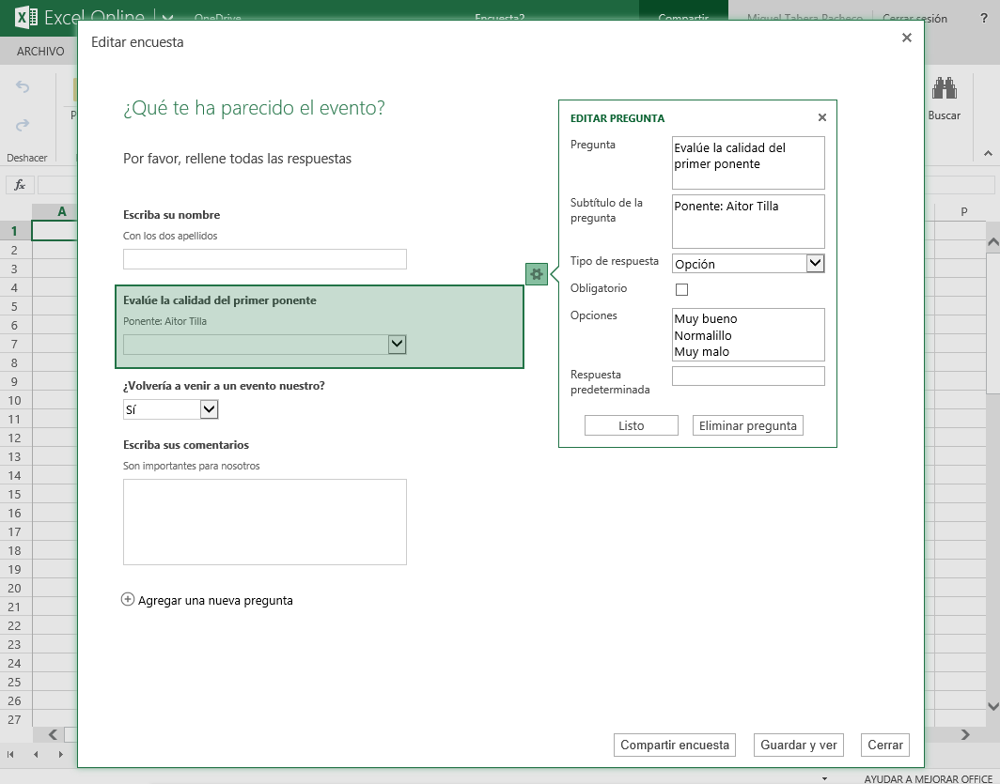 Excel Online OneDrive Encuesta2 Compartir Miguel Tabera Pacheco Cerrar sesión ?
ARCHIVO
Deshacer
Buscar
fx
A P
1
2
3
4
5
6
7
8
9
10
11
12
13
14
15
16
17
18
19
20
21
22
23
24
25
26
27
Editar encuesta
¿Qué te ha parecido el evento?
Por favor, rellene todas las respuestas
Escriba su nombre
Con los dos apellidos
Evalúe la calidad del primer ponente
Ponente: Aitor Tilla
¿Volvería a venir a un evento nuestro?
Sí
Escriba sus comentarios
Son importantes para nosotros
Agregar una nueva pregunta
EDITAR PREGUNTA
Pregunta
Evalúe la calidad del
primer ponente
Subtítulo de la
pregunta
Ponente: Aitor Tilla
Tipo de respuesta
Opción
Obligatorio
Opciones
Muy bueno
Normalillo
Muy malo
Respuesta
predeterminada
Listo
Eliminar pregunta
Compartir encuesta
Guardar y ver
Cerrar
AYUDAR A MEJORAR OFFICE